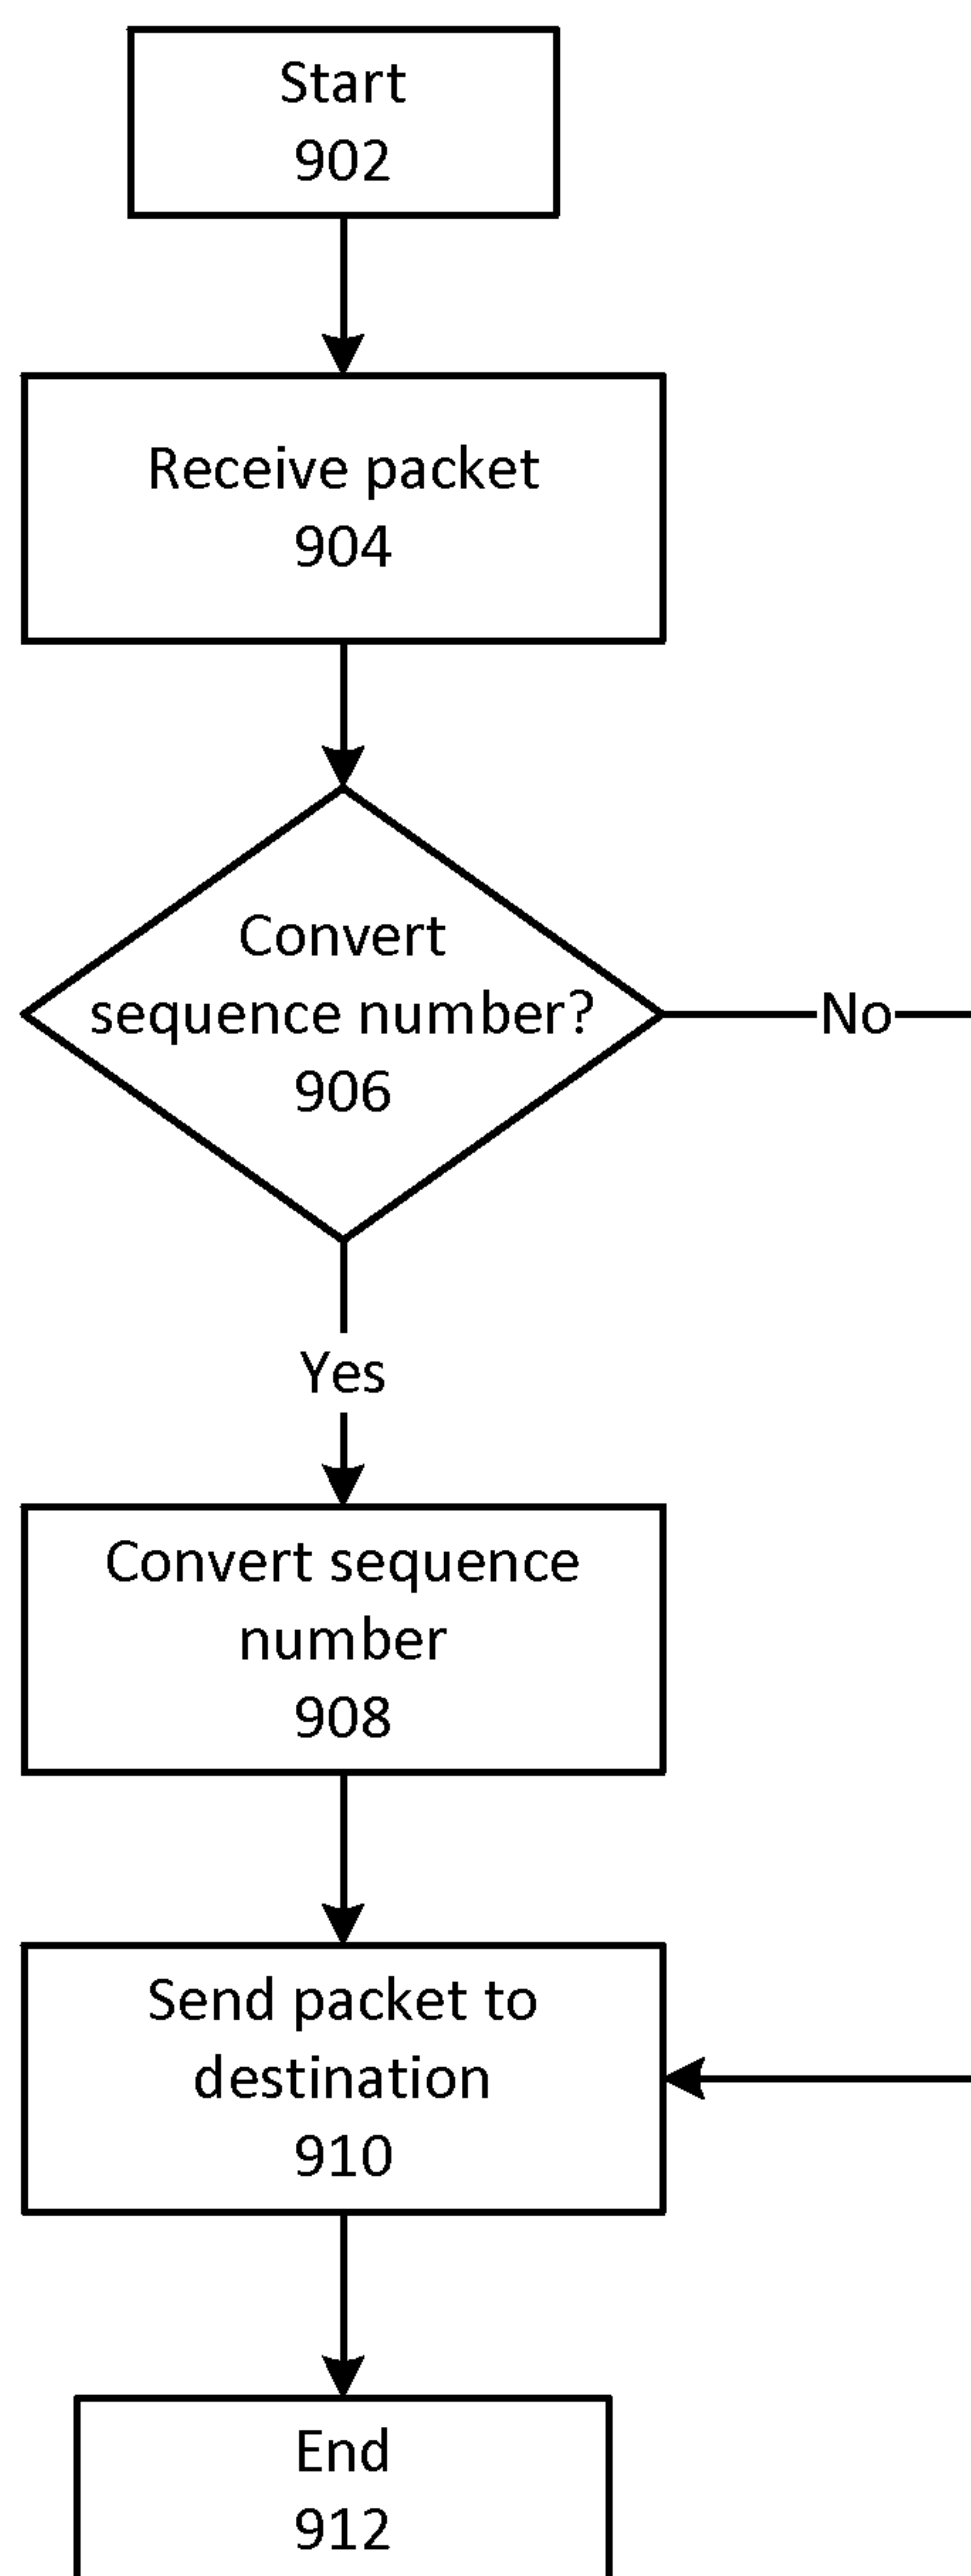 Start
902
Receive packet
904
Convert
sequence number?
906
No
Yes
Convert sequence
number
908
Send packet to
destination
910
End
912